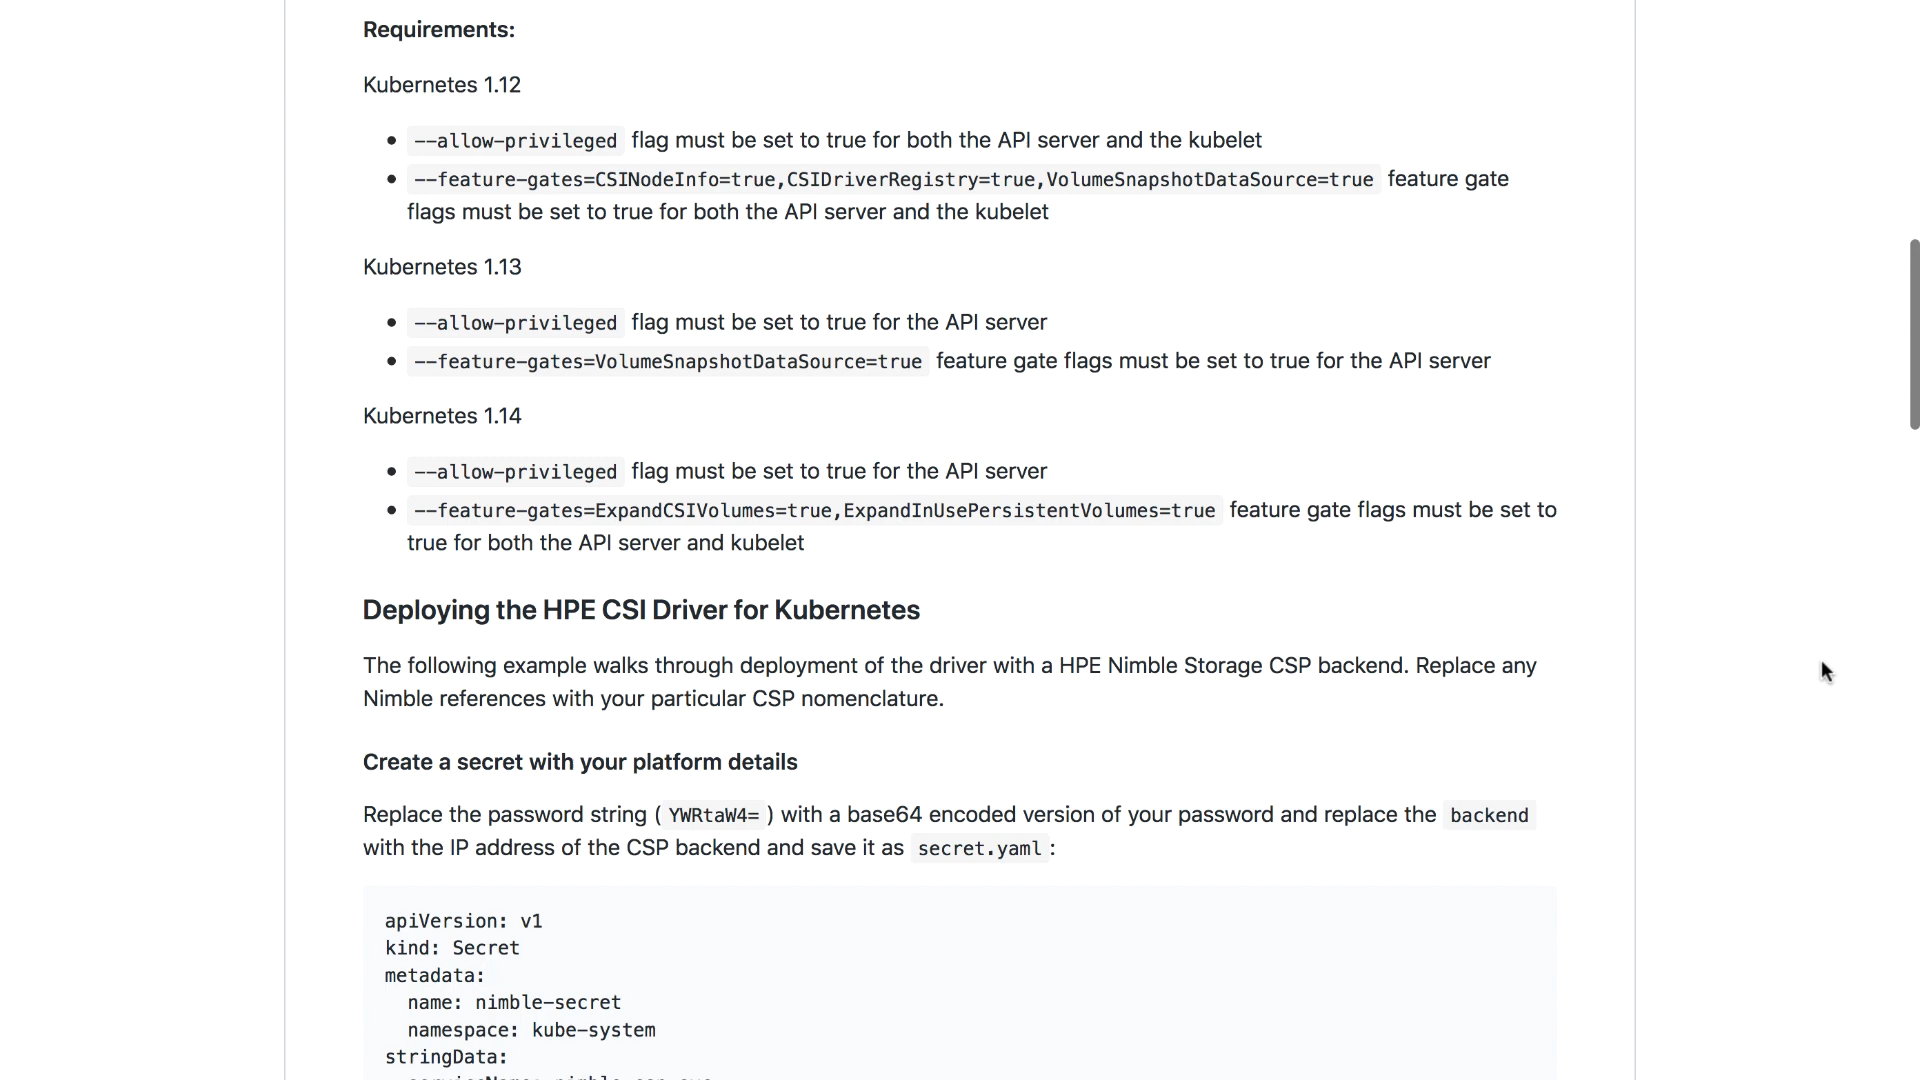 Requirements:
Kubernetes 1.12
--allow-privileged flag must be set to true for both the API server and the kubelet
--feature-gates=CSINodeInfo=true,CSIDriverRegistry=true,VolumeSnapshotDataSource=true feature gate
flags must be set to true for both the API server and the kubelet
Kubernetes 1.13
--allow-privileged flag must be set to true for the API server
--feature-gates=VolumeSnapshotDataSource=true feature gate flags must be set to true for the API server
Kubernetes 1.14
--allow-privileged flag must be set to true for the API server
--feature-gates=ExpandCSIVolumes=true,ExpandInUsePersistentVolumes=true feature gate flags must be set to
true for both the API server and kubelet
Deploying the HPE CSI Driver for Kubernetes
The following example walks through deployment of the driver with a HPE Nimble Storage CSP backend. Replace any
Nimble references with your particular CSP nomenclature.
Create a secret with your platform details
Replace the password string ( YWRtaW4= ) with a base64 encoded version of your password and replace the backend
with the IP address of the CSP backend and save it as secret.yaml :
apiVersion: v1
kind: Secret
metadata:
  name: nimble-secret
  namespace: kube-system
stringData: